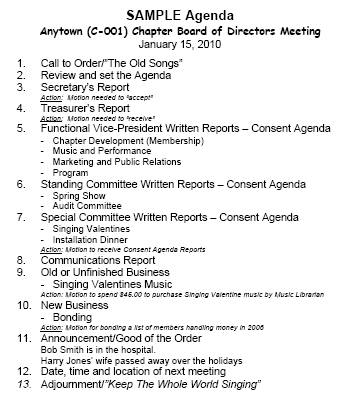 SAMPLE Agenda
Anytown (C-001) Chapter Board of Directors Meeting
January 15, 2010
1. Call to Order/"The Old Songs"
2. Review and set the Agenda
3. Secretary's Report
Action: Motion needed to "accept"
4. Treasurer's Report
Action: Motion needed to "receive"
5. Functional Vice-President Written Reports – Consent Agenda
- Chapter Development (Membership)
- Music and Performance
- Marketing and Public Relations
- Program
6. Standing Committee Written Reports – Consent Agenda
- Spring Show
- Audit Committee
7. Special Committee Written Reports – Consent Agenda
- Singing Valentines
- Installation Dinner
Action: Motion to receive Consent Agenda Reports
8. Communications Report
9. Old or Unfinished Business
- Singing Valentines Music
Action: Motion to spend $45.00 to purchase Singing Valentine music by Music Librarian
10. New Business
- Bonding
Action: Motion for bonding a list of members handling money in 2006
11. Announcement/Good of the Order
Bob Smith is in the hospital.
Harry Jones' wife passed away over the holidays
12. Date, time and location of next meeting
13. Adjournment/"Keep The Whole World Singing"